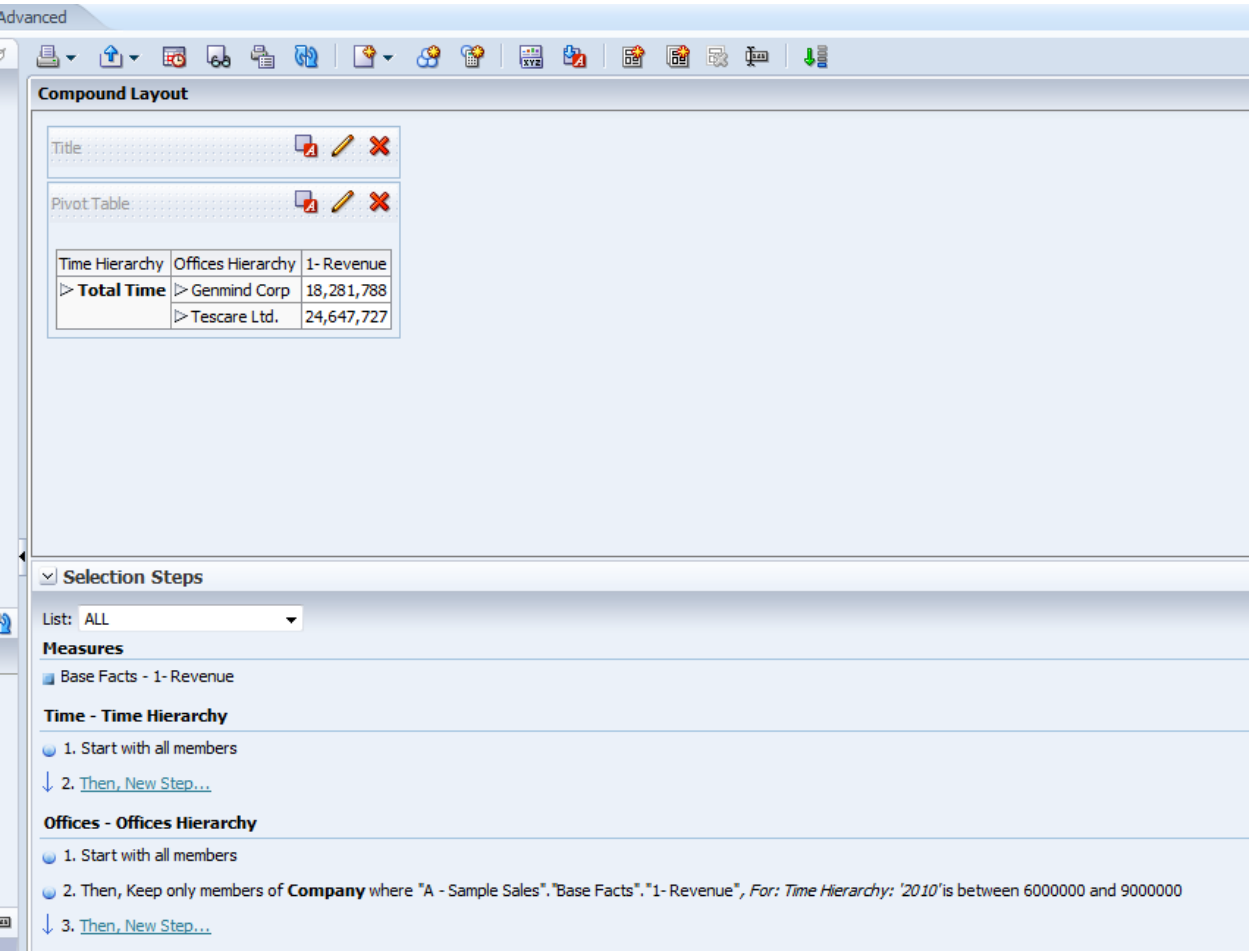 Advanced
Compound Layout
Title
Pivot Table
Time Hierarchy Offices Hierarchy 1- Revenue
Total Time Genmind Corp 18,281,788
Tescare Ltd. 24,647,727
Selection Steps
List: ALL
Measures
Base Facts - 1- Revenue
Time - Time Hierarchy
1. Start with all members
2. Then, New Step...
Offices - Offices Hierarchy
1. Start with all members
2. Then, Keep only members of Company where "A - Sample Sales"."Base Facts"."1- Revenue", For: Time Hierarchy: '2010' is between 6000000 and 9000000
3. Then, New Step...